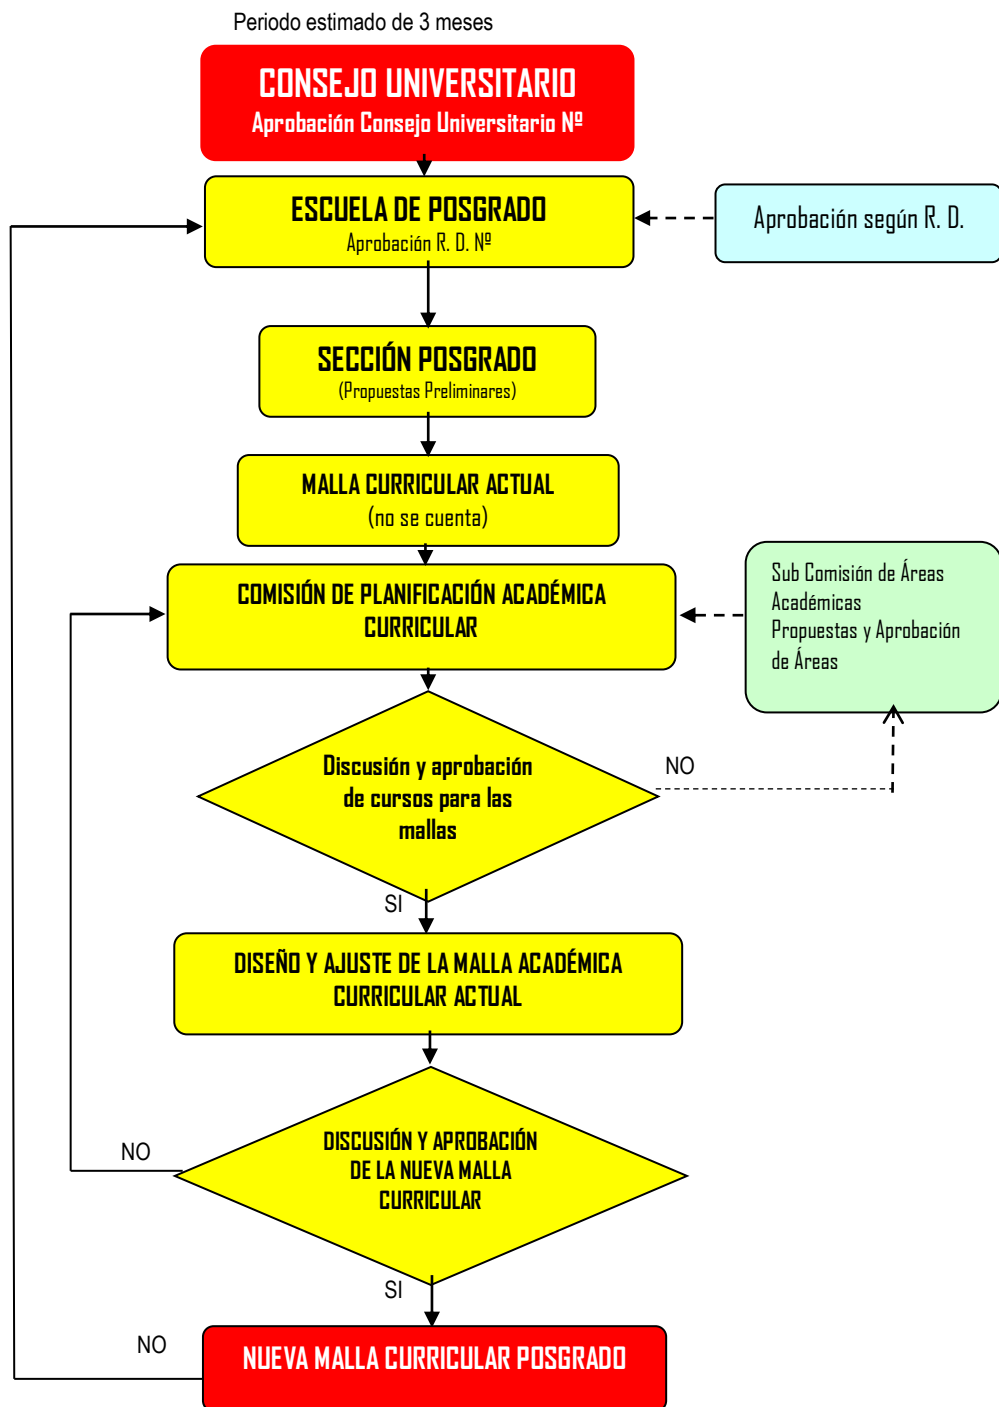 Periodo estimado de 3 meses
CONSEJO UNIVERSITARIO
Aprobación Consejo Universitario Nº
ESCUELA DE POSGRADO
Aprobación R. D. Nº
Aprobación según R. D.
SECCIÓN POSGRADO
(Propuestas Preliminares)
MALLA CURRICULAR ACTUAL
(no se cuenta)
COMISIÓN DE PLANIFICACIÓN ACADÉMICA
CURRICULAR
Sub Comisión de Áreas
Académicas
Propuestas y Aprobación
de Áreas
Discusión y aprobación
de cursos para las
mallas
NO
SI
DISEÑO Y AJUSTE DE LA MALLA ACADÉMICA
CURRICULAR ACTUAL
DISCUSIÓN Y APROBACIÓN
DE LA NUEVA MALLA
CURRICULAR
NO
SI
NO
NUEVA MALLA CURRICULAR POSGRADO